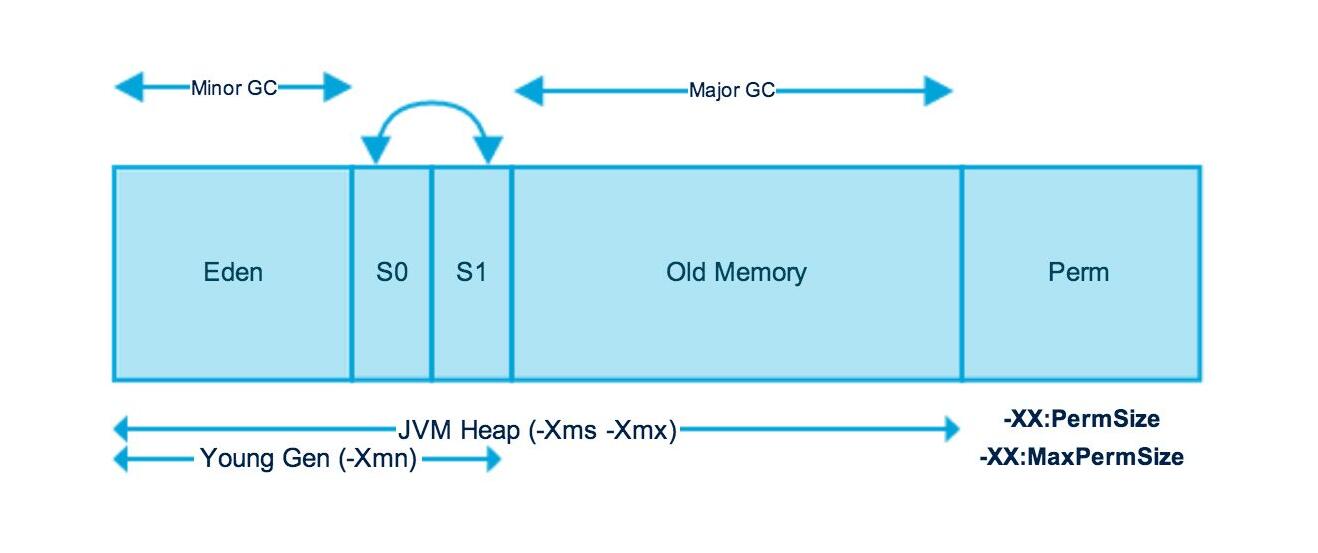 Minor GC
Major GC
Eden
S0
S1
Old Memory
Perm
JVM Heap (-Xms -Xmx)
Young Gen (-Xmn)
-XX:PermSize
-XX:MaxPermSize